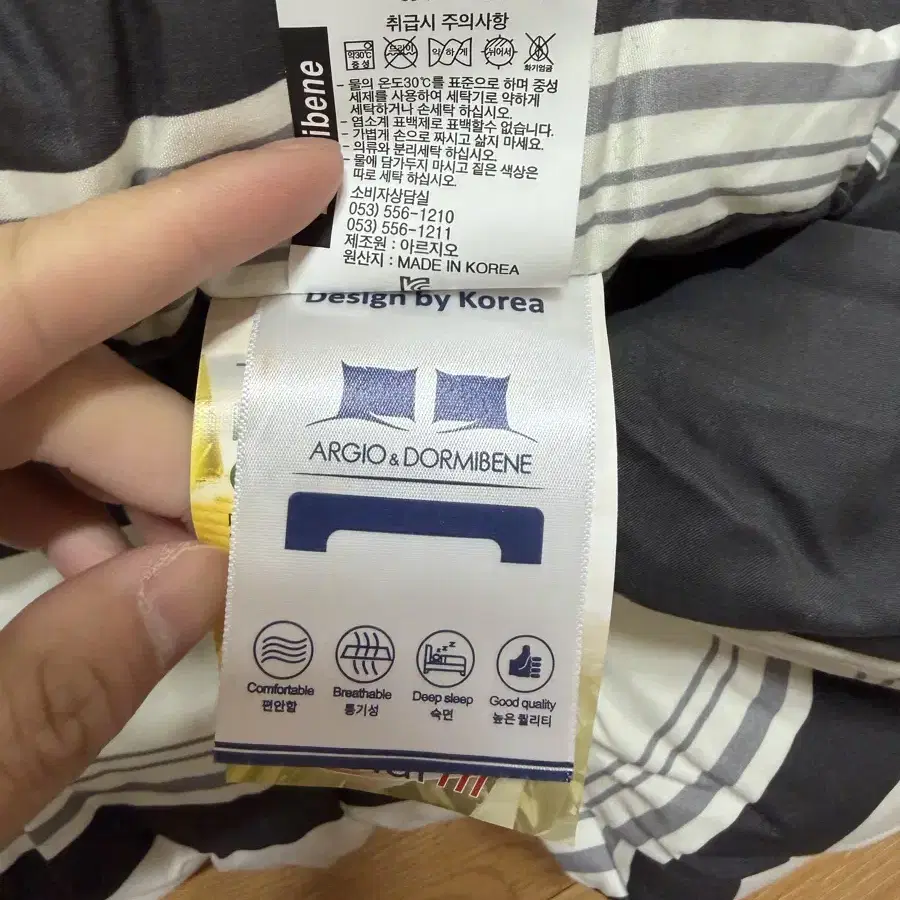 취급시 주의사항
약30℃
중성
약하게
뉘어서
화기엄금
ibene
- 물의 온도30℃를 표준으로 하며 중성
세제를 사용하여 세탁기로 약하게
세탁하거나 손세탁 하십시오.
- 염소계 표백제로 표백할수 없습니다.
- 가볍게 손으로 짜시고 삶지 마세요.
- 의류와 분리세탁 하십시오.
- 물에 담가두지 마시고 짙은 색상은
따로 세탁 하십시오.
소비자상담실
053) 556-1210
053) 556-1211
제조원 : 아르지오
원산지 : MADE IN KOREA
Design by Korea
ARGIO & DORMIBENE
Comfortable
편안함
Breathable
통기성
Deep sleep
숙면
Good quality
높은 퀄리티